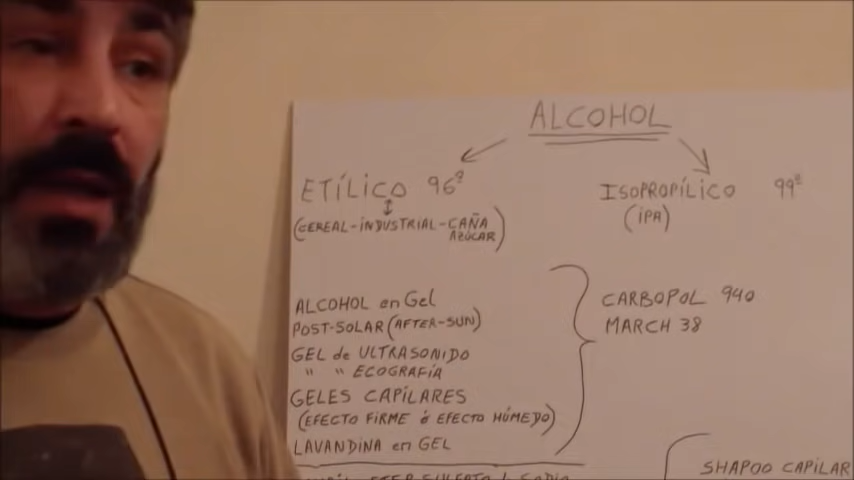 ALCOHOL
ETÍLICO 96º
(CEREAL-INDUSTRIAL-CAÑA
AZÚCAR)
ISOPROPÍLICO 99º
(IPA)
ALCOHOL en Gel
POST-SOLAR (AFTER-SUN)
GEL de ULTRASONIDO
" " ECOGRAFÍA
GELES CAPILARES
(EFECTO FIRME ó EFECTO HÚMEDO)
LAVANDINA en GEL
CARBOPOL 940
MARCH 38
SHAPOO CAPILAR